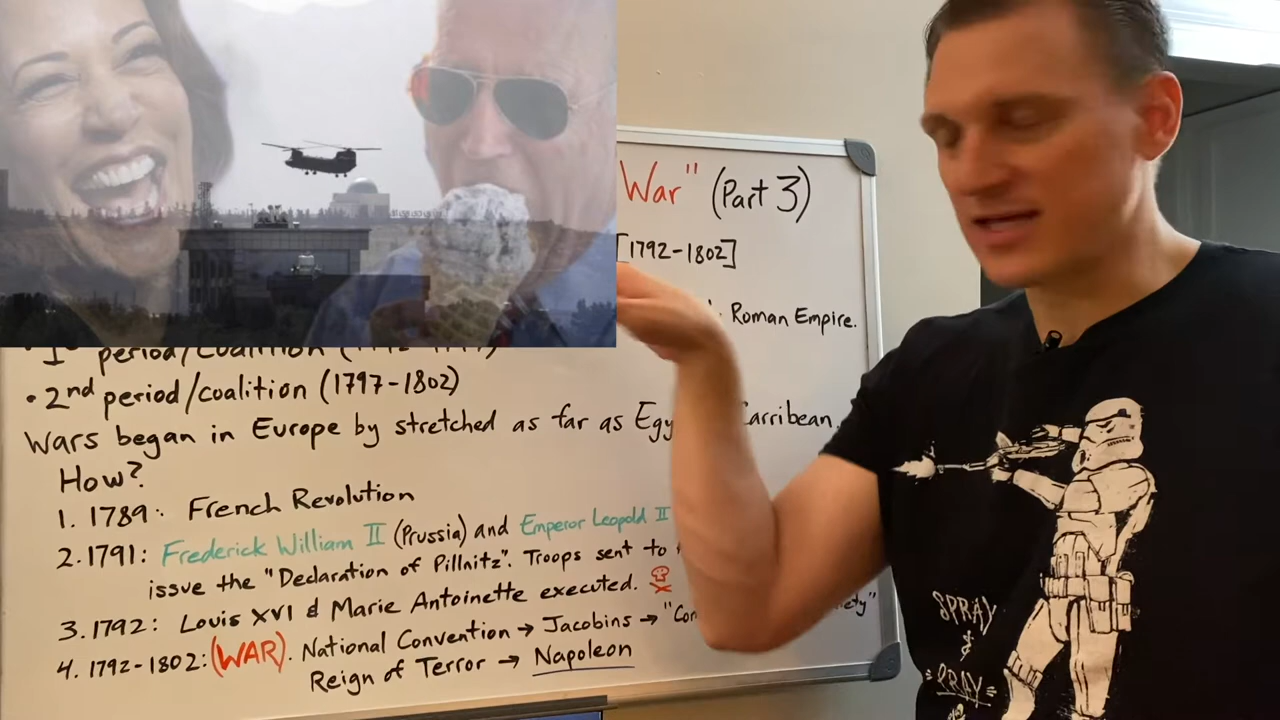 War" (Part 3)
[1792-1802]
Roman Empire.
period/coalition
• 2nd period/coalition (1797-1802)
Wars began in Europe by stretched as far as Carribean.
How?
1. 1789: French Revolution
2. 1791: Frederick William II (Prussia) and Emperor Leopold II
issue the "Declaration of Pillnitz". Troops sent to
3. 1792: Louis XVI & Marie Antoinette executed.
4. 1792-1802: (WAR). National Convention → Jacobins →
Reign of Terror → Napoleon
SPRAY
&
PRAY